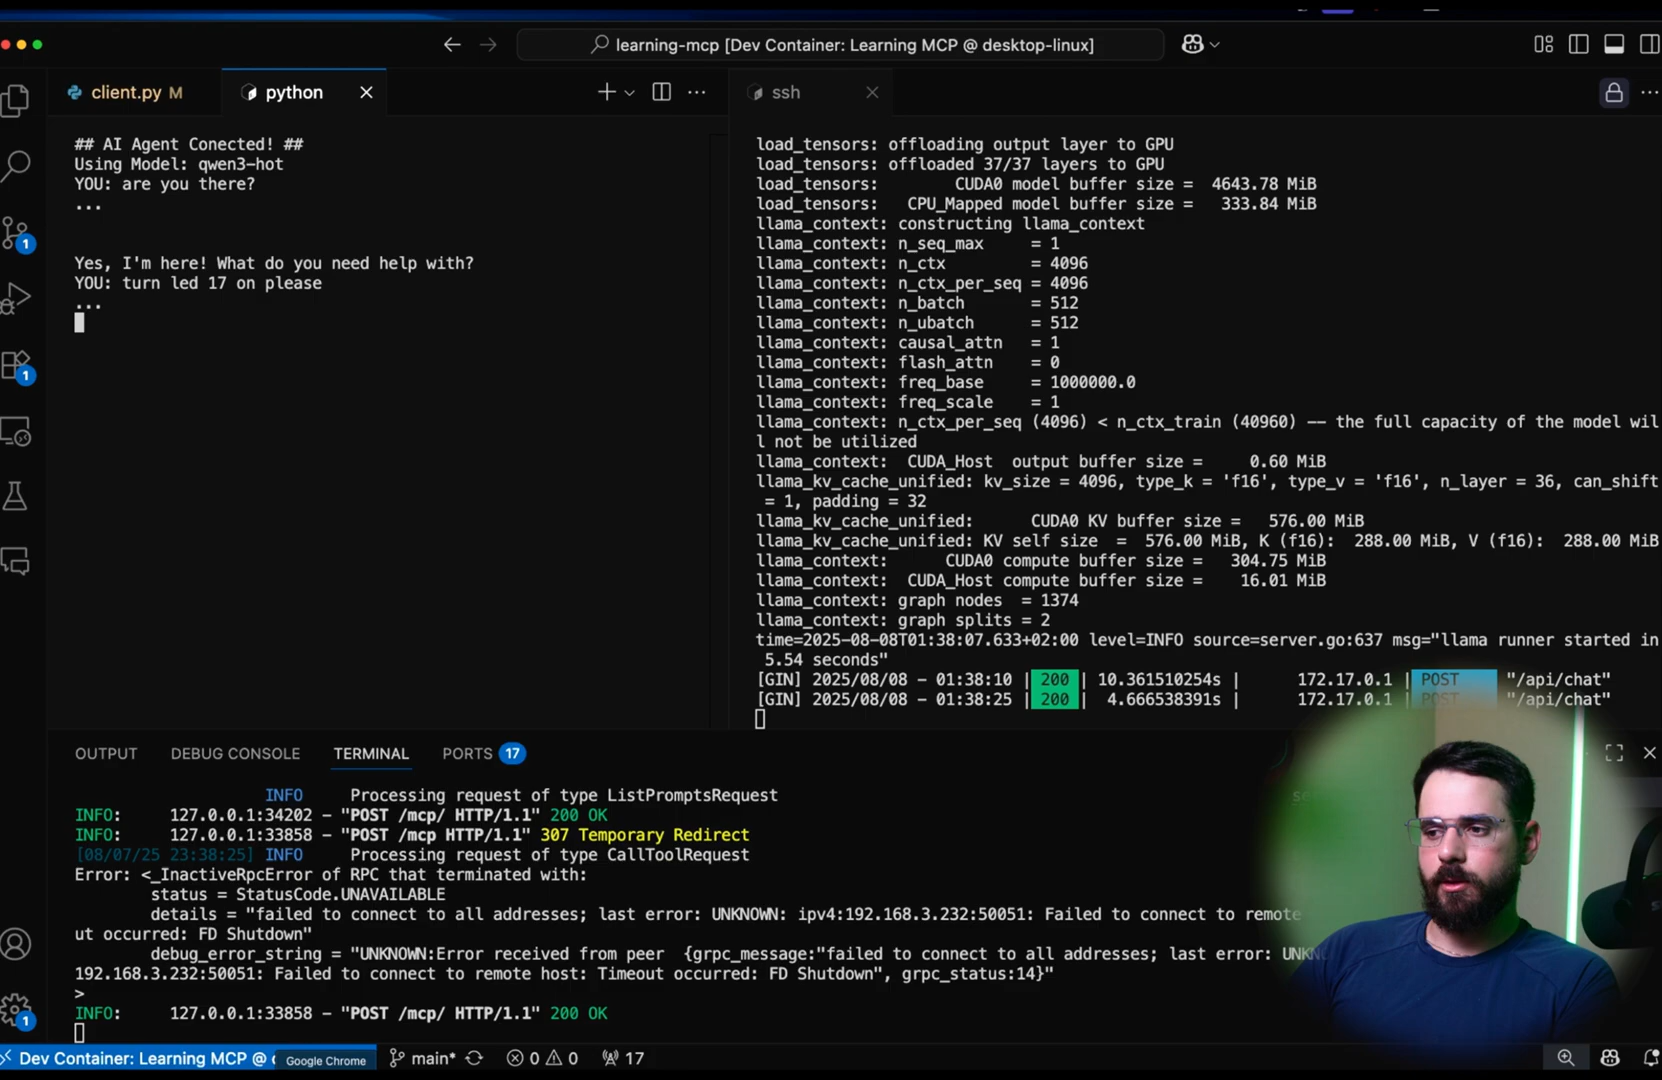 learning-mcp [Dev Container: Learning MCP @ desktop-linux]
client.py M
python
ssh
## AI Agent Conected! ##
Using Model: qwen3-hot
YOU: are you there?
...
Yes, I'm here! What do you need help with?
YOU: turn led 17 on please
...
load_tensors: offloading output layer to GPU
load_tensors: offloaded 37/37 layers to GPU
load_tensors:        CUDA0 model buffer size =  4643.78 MiB
load_tensors:   CPU_Mapped model buffer size =   333.84 MiB
llama_context: constructing llama_context
llama_context: n_seq_max     = 1
llama_context: n_ctx         = 4096
llama_context: n_ctx_per_seq = 4096
llama_context: n_batch       = 512
llama_context: n_ubatch      = 512
llama_context: causal_attn   = 1
llama_context: flash_attn    = 0
llama_context: freq_base     = 1000000.0
llama_context: freq_scale    = 1
llama_context: n_ctx_per_seq (4096) < n_ctx_train (40960) -- the full capacity of the model wil
l not be utilized
llama_context:  CUDA_Host  output buffer size =     0.60 MiB
llama_kv_cache_unified: kv_size = 4096, type_k = 'f16', type_v = 'f16', n_layer = 36, can_shift
= 1, padding = 32
llama_kv_cache_unified:      CUDA0 KV buffer size =   576.00 MiB
llama_kv_cache_unified: KV self size  =  576.00 MiB, K (f16):  288.00 MiB, V (f16):  288.00 MiB
llama_context:      CUDA0 compute buffer size =   304.75 MiB
llama_context:  CUDA_Host compute buffer size =    16.01 MiB
llama_context: graph nodes  = 1374
llama_context: graph splits = 2
time=2025-08-08T01:38:07.633+02:00 level=INFO source=server.go:637 msg="llama runner started in
5.54 seconds"
[GIN] 2025/08/08 - 01:38:10 | 200 | 10.361510254s |      172.17.0.1 | POST     "/api/chat"
[GIN] 2025/08/08 - 01:38:25 | 200 |  4.666538391s |      172.17.0.1 | POST     "/api/chat"
1
1
1
OUTPUT
DEBUG CONSOLE
TERMINAL
PORTS 17
INFO     Processing request of type ListPromptsRequest
INFO:     127.0.0.1:34202 - "POST /mcp/ HTTP/1.1" 200 OK
INFO:     127.0.0.1:33858 - "POST /mcp HTTP/1.1" 307 Temporary Redirect
[08/07/25 23:38:25] INFO     Processing request of type CallToolRequest
Error: <_InactiveRpcError of RPC that terminated with:
status = StatusCode.UNAVAILABLE
details = "failed to connect to all addresses; last error: UNKNOWN: ipv4:192.168.3.232:50051: Failed to connect to remote
ut occurred: FD Shutdown"
debug_error_string = "UNKNOWN:Error received from peer  {grpc_message:"failed to connect to all addresses; last error:
192.168.3.232:50051: Failed to connect to remote host: Timeout occurred: FD Shutdown", grpc_status:14}"
>
INFO:     127.0.0.1:33858 - "POST /mcp/ HTTP/1.1" 200 OK
Dev Container: Learning MCP @
Google Chrome
main*
0
0
17